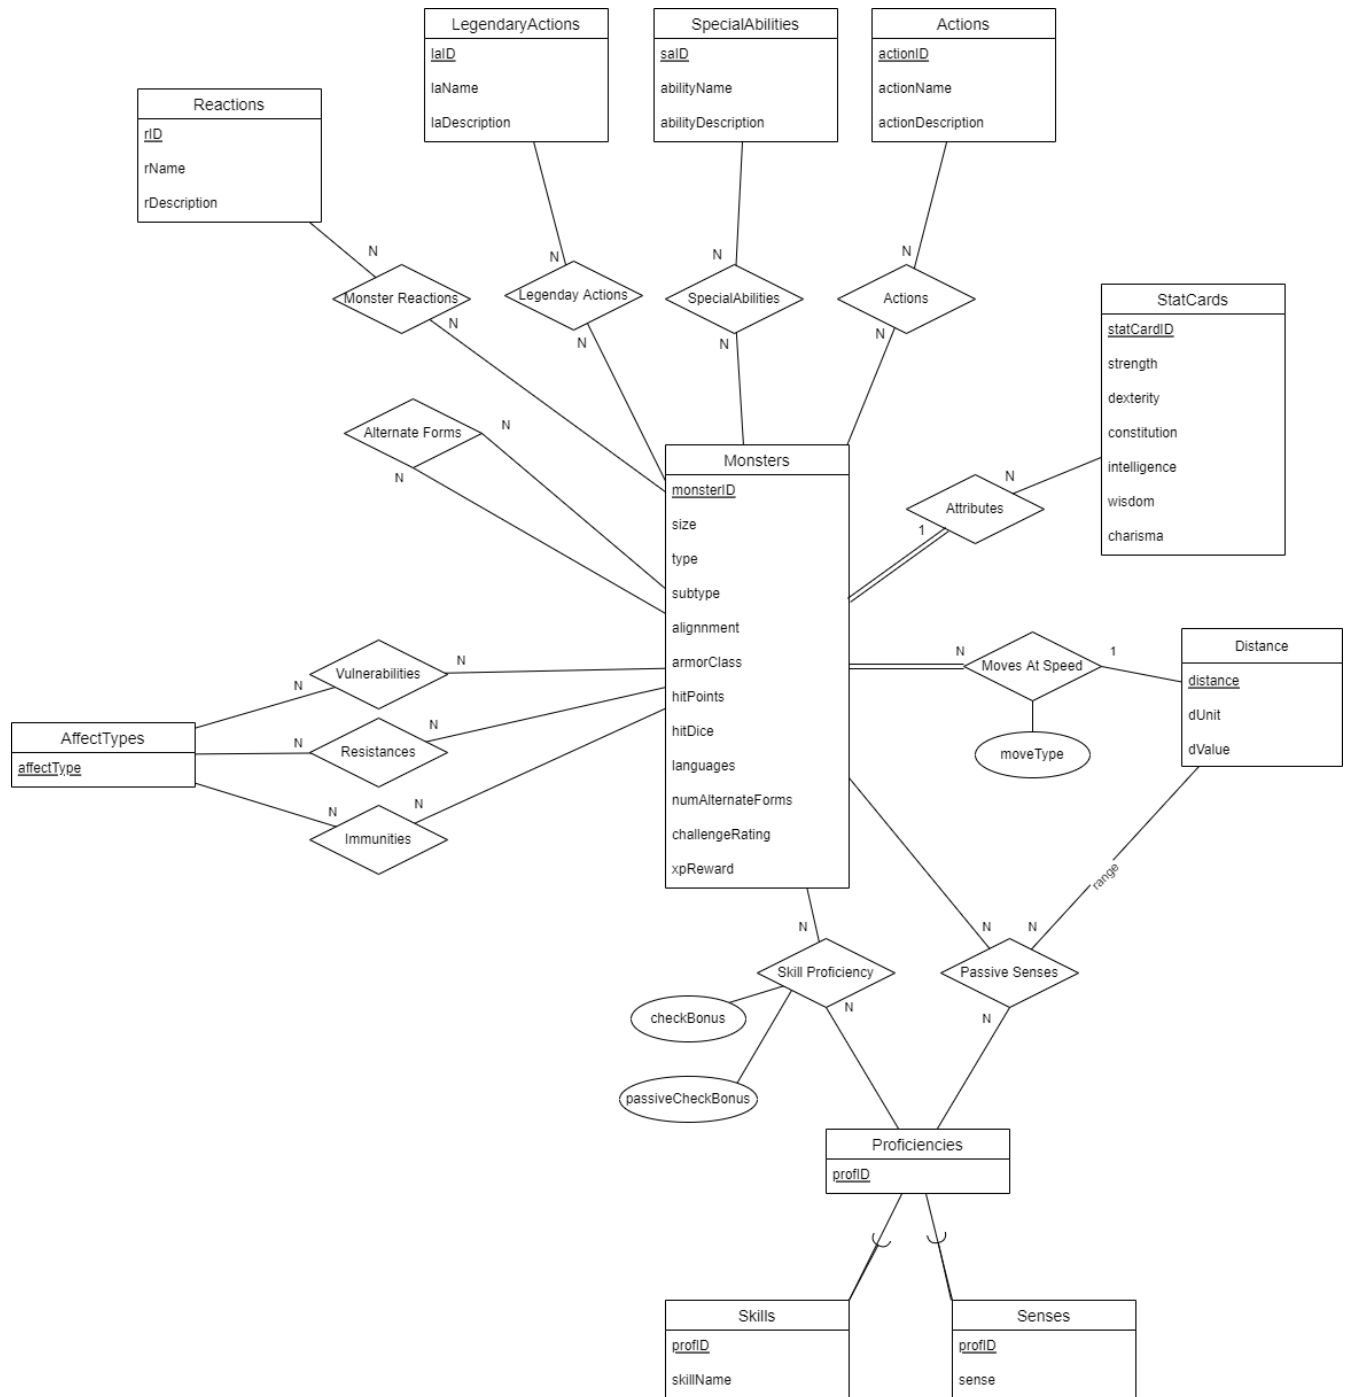 LegendaryActions
laID
laName
laDescription
SpecialAbilities
saID
abilityName
abilityDescription
Actions
actionID
actionName
actionDescription
Reactions
rID
rName
rDescription
N
N
N
N
Monster Reactions
Legenday Actions
SpecialAbilities
Actions
N
N
N
N
StatCards
statCardID
strength
dexterity
constitution
intelligence
wisdom
charisma
Alternate Forms
N
N
Monsters
monsterID
size
type
subtype
alignnment
armorClass
hitPoints
hitDice
languages
numAlternateForms
challengeRating
xpReward
N
Attributes
1
N
Moves At Speed
1
moveType
Distance
distance
dUnit
dValue
Vulnerabilities
N
N
Resistances
N
N
Immunities
N
N
AffectTypes
affectType
range
N
Skill Proficiency
N
checkBonus
passiveCheckBonus
N
N
Passive Senses
N
Proficiencies
profID
Skills
profID
skillName
Senses
profID
sense